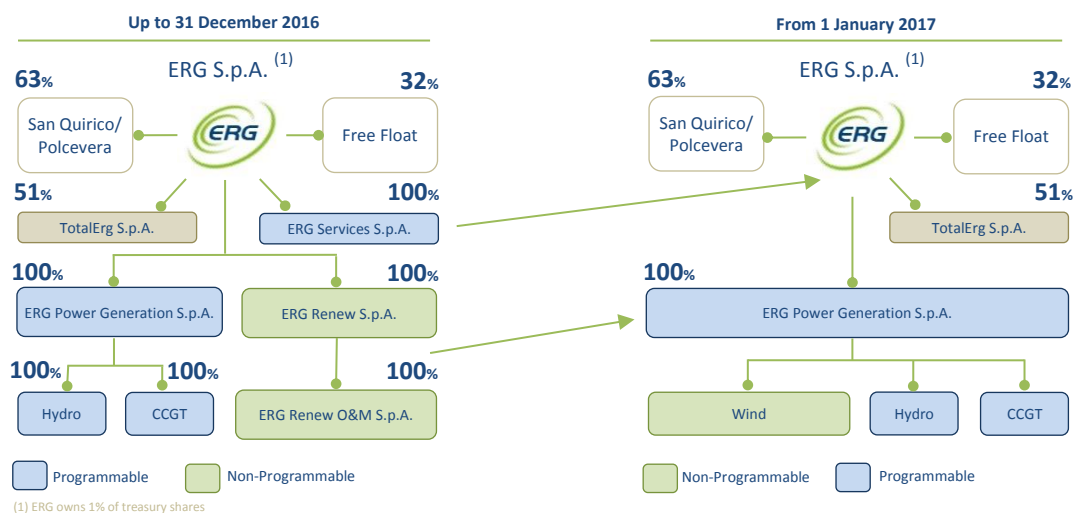 Up to 31 December 2016
ERG S.p.A. (1)
63%
32%
San Quirico/
Polcevera
ERG
Free Float
51%
100%
TotalErg S.p.A.
ERG Services S.p.A.
100%
100%
ERG Power Generation S.p.A.
ERG Renew S.p.A.
100%
100%
100%
Hydro
CCGT
ERG Renew O&M S.p.A.
Programmable
Non-Programmable
(1) ERG owns 1% of treasury shares
From 1 January 2017
ERG S.p.A. (1)
63%
32%
San Quirico/
Polcevera
ERG
Free Float
51%
TotalErg S.p.A.
100%
ERG Power Generation S.p.A.
Wind
Hydro
CCGT
Non-Programmable
Programmable